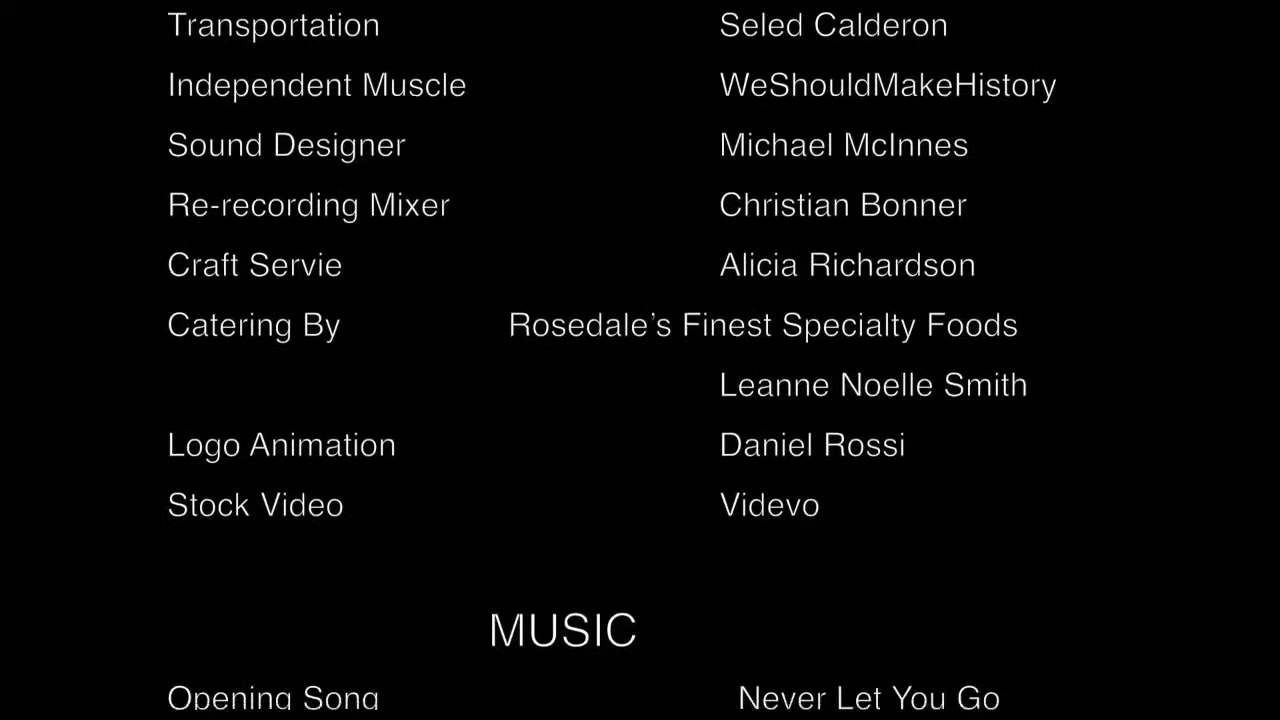 Transportation Seled Calderon
Independent Muscle WeShouldMakeHistory
Sound Designer Michael McInnes
Re-recording Mixer Christian Bonner
Craft Servie Alicia Richardson
Catering By Rosedale’s Finest Specialty Foods
Leanne Noelle Smith
Logo Animation Daniel Rossi
Stock Video Videvo
MUSIC
Opening Song Never Let You Go